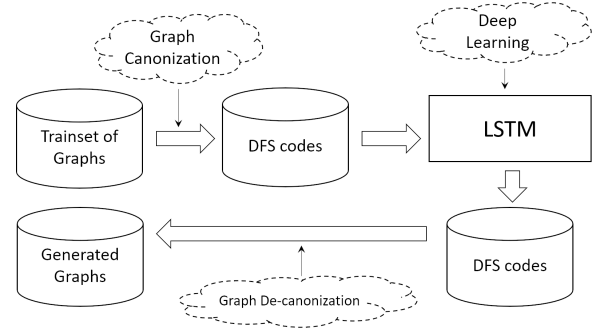 Graph
Canonization
Deep
Learning
Trainset of
Graphs
DFS codes
LSTM
Generated
Graphs
DFS codes
Graph De-canonization